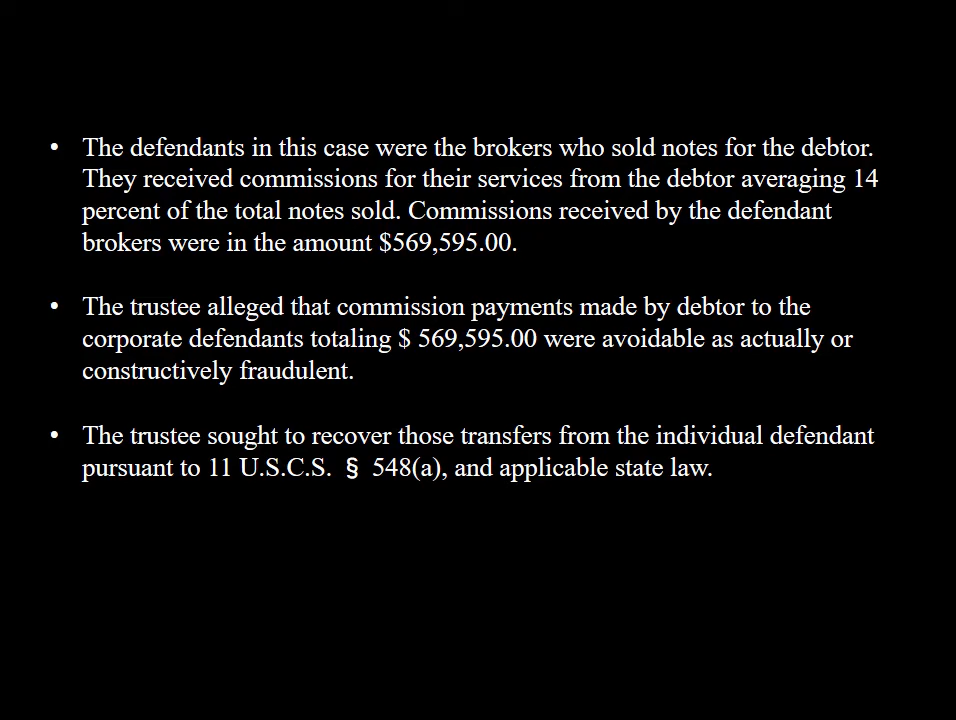 • The defendants in this case were the brokers who sold notes for the debtor.
They received commissions for their services from the debtor averaging 14
percent of the total notes sold. Commissions received by the defendant
brokers were in the amount $569,595.00.
• The trustee alleged that commission payments made by debtor to the
corporate defendants totaling $ 569,595.00 were avoidable as actually or
constructively fraudulent.
• The trustee sought to recover those transfers from the individual defendant
pursuant to 11 U.S.C.S. § 548(a), and applicable state law.